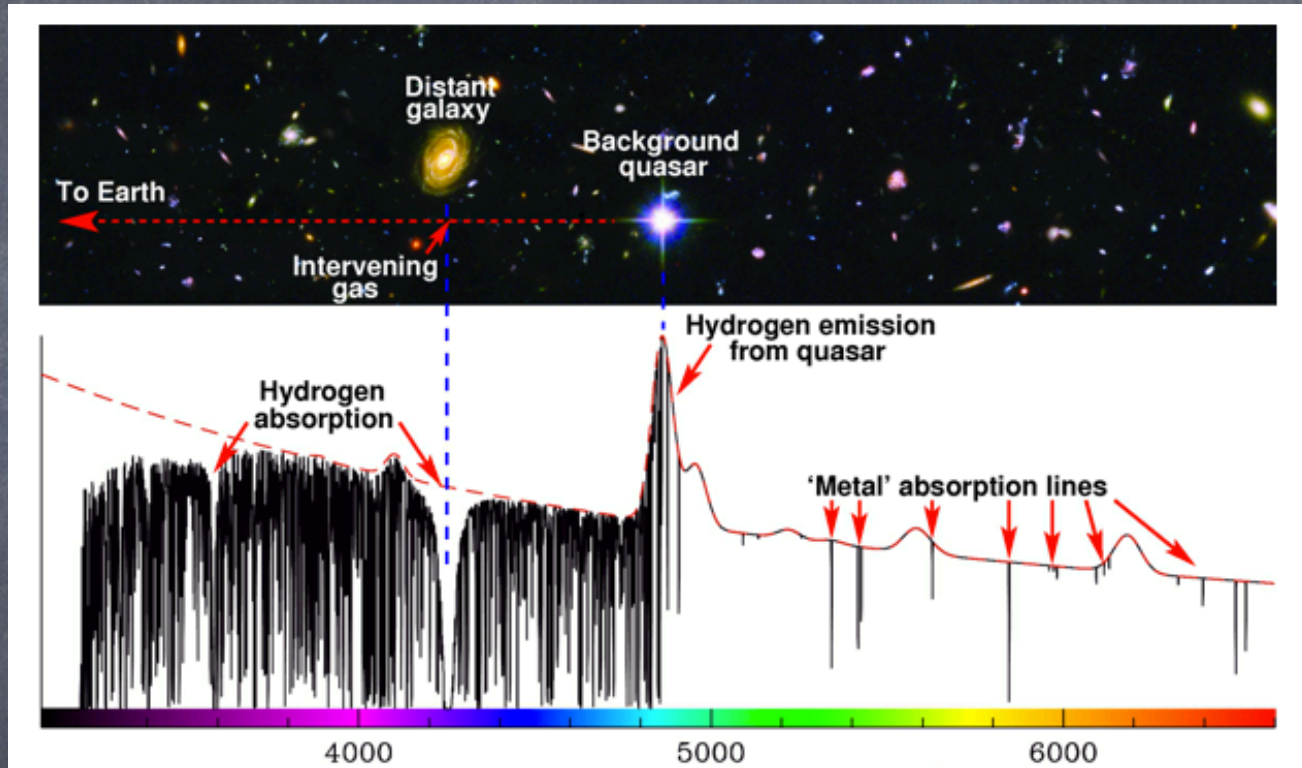 Distant
galaxy
Background
quasar
To Earth
Intervening
gas
Hydrogen emission
from quasar
Hydrogen
absorption
‘Metal’ absorption lines
4000
5000
6000